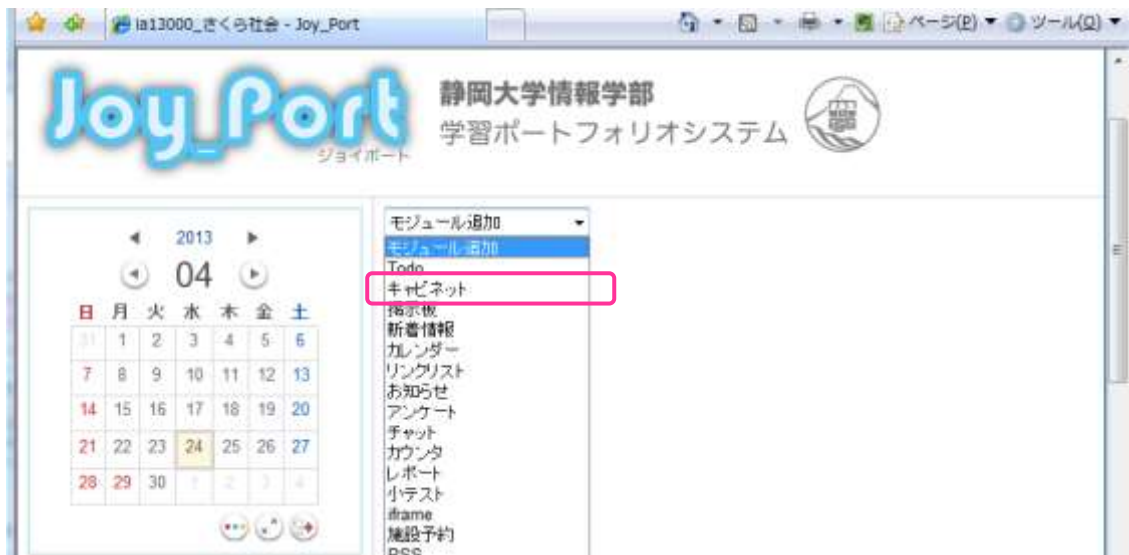 ia13000_さくら社会 - Joy_Port
ページ(P)
ツール(O)
Joy_Port
ジョイポート
静岡大学情報学部
学習ポートフォリオシステム
2013
04
日 月 火 水 木 金 土
31 1 2 3 4 5 6
7 8 9 10 11 12 13
14 15 16 17 18 19 20
21 22 23 24 25 26 27
28 29 30 1 2 3 4
モジュール追加
モジュール追加
Todo
キャビネット
掲示板
新着情報
カレンダー
リンクリスト
お知らせ
アンケート
チャット
カウンタ
レポート
小テスト
iframe
施設予約
RSS